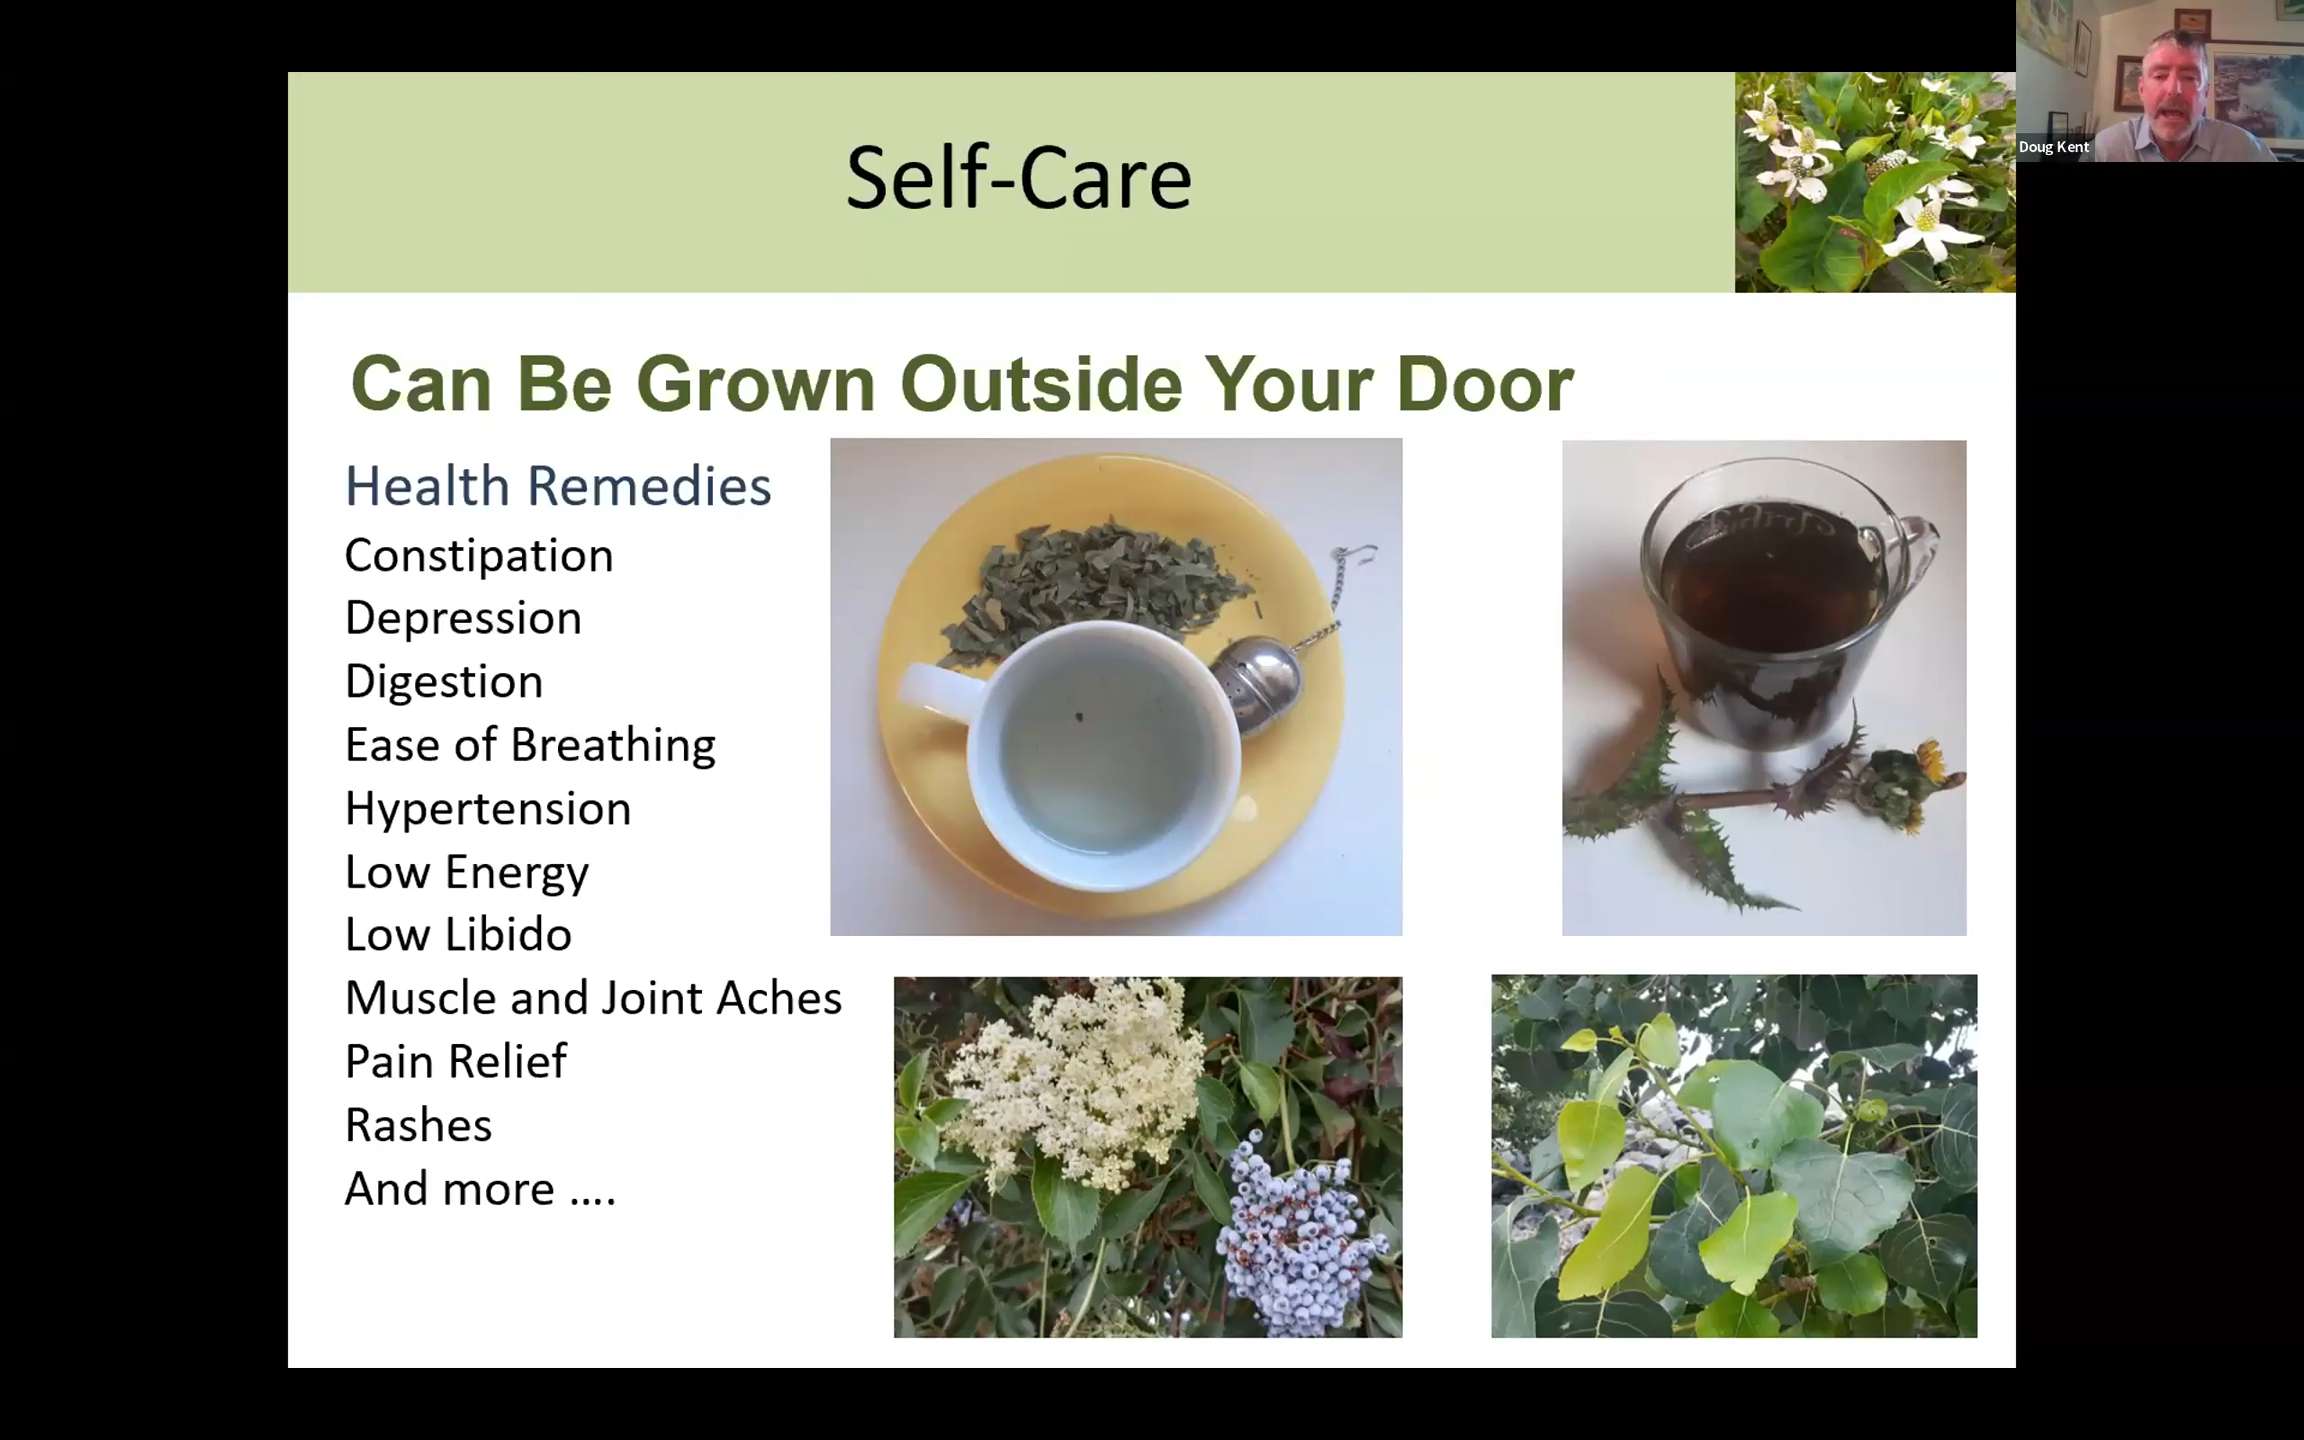 Self-Care
Doug Kent
Can Be Grown Outside Your Door
Health Remedies
Constipation
Depression
Digestion
Ease of Breathing
Hypertension
Low Energy
Low Libido
Muscle and Joint Aches
Pain Relief
Rashes
And more ....